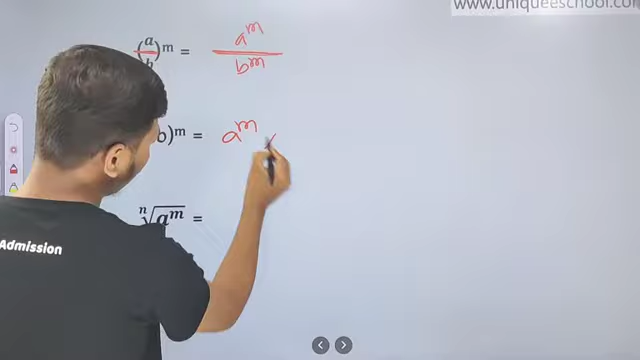 www.uniqueeschool.com
(a/b)^m = a^m/b^m
b)^m = a^m
ⁿ√a^m =
Admission